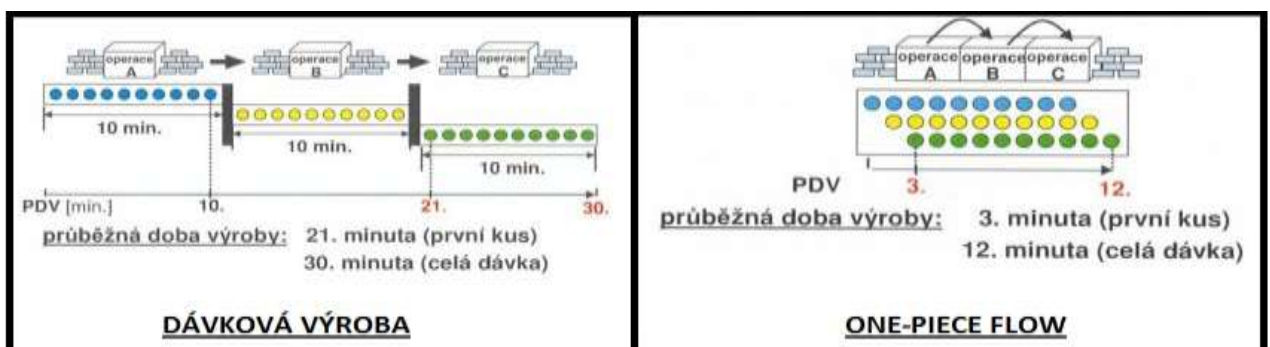 operace A
operace B
operace C
10 min.
10 min.
10 min.
PDV [min.] 10. 21. 30.
průběžná doba výroby: 21. minuta (první kus)
30. minuta (celá dávka)
DÁVKOVÁ VÝROBA
operace A
operace B
operace C
PDV 3. 12.
průběžná doba výroby: 3. minuta (první kus)
12. minuta (celá dávka)
ONE-PIECE FLOW